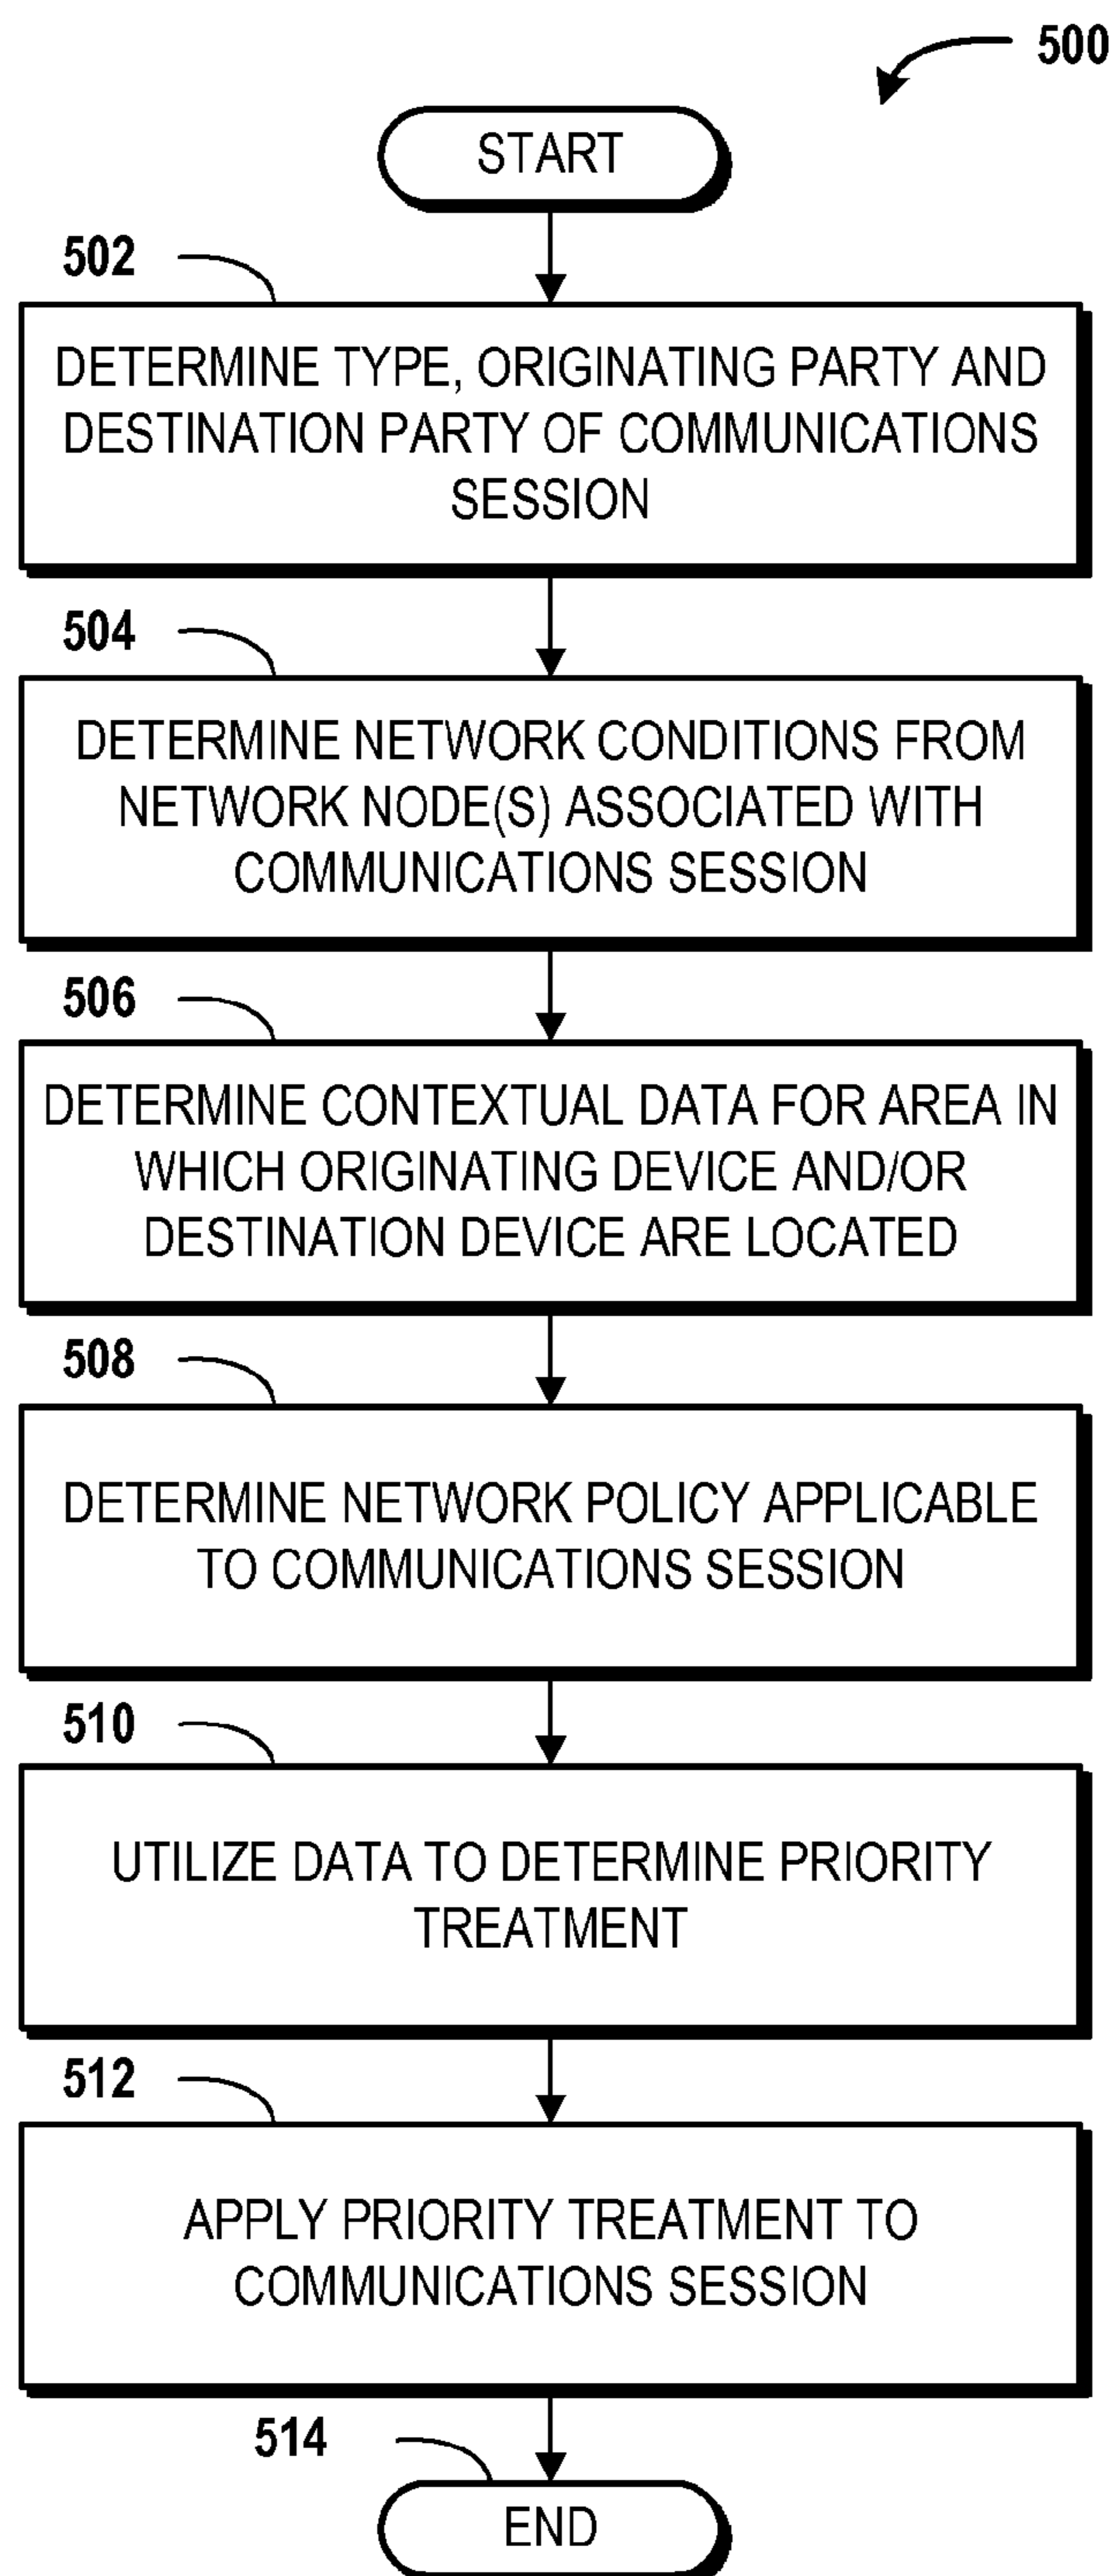 500
START
502
DETERMINE TYPE, ORIGINATING PARTY AND
DESTINATION PARTY OF COMMUNICATIONS
SESSION
504
DETERMINE NETWORK CONDITIONS FROM
NETWORK NODE(S) ASSOCIATED WITH
COMMUNICATIONS SESSION
506
DETERMINE CONTEXTUAL DATA FOR AREA IN
WHICH ORIGINATING DEVICE AND/OR
DESTINATION DEVICE ARE LOCATED
508
DETERMINE NETWORK POLICY APPLICABLE
TO COMMUNICATIONS SESSION
510
UTILIZE DATA TO DETERMINE PRIORITY
TREATMENT
512
APPLY PRIORITY TREATMENT TO
COMMUNICATIONS SESSION
514
END